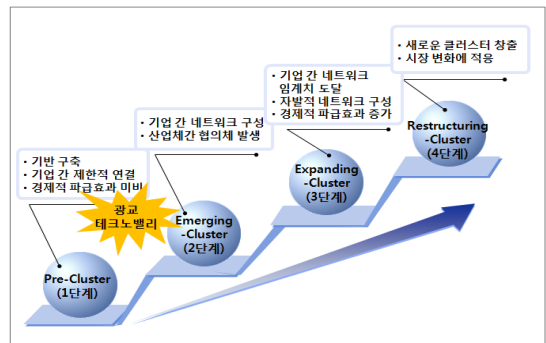 · 새로운 클러스터 창출
· 시장 변화에 적응
· 기업 간 네트워크
임계치 도달
· 자발적 네트워크 구성
· 경제적 파급효과 증가
· 기업 간 네트워크 구성
· 산업체간 협의체 발생
· 기반 구축
· 기업 간 제한적 연결
· 경제적 파급효과 미비
광교
테크노밸리
Pre-Cluster
(1단계)
Emerging
-Cluster
(2단계)
Expanding
-Cluster
(3단계)
Restructuring
-Cluster
(4단계)